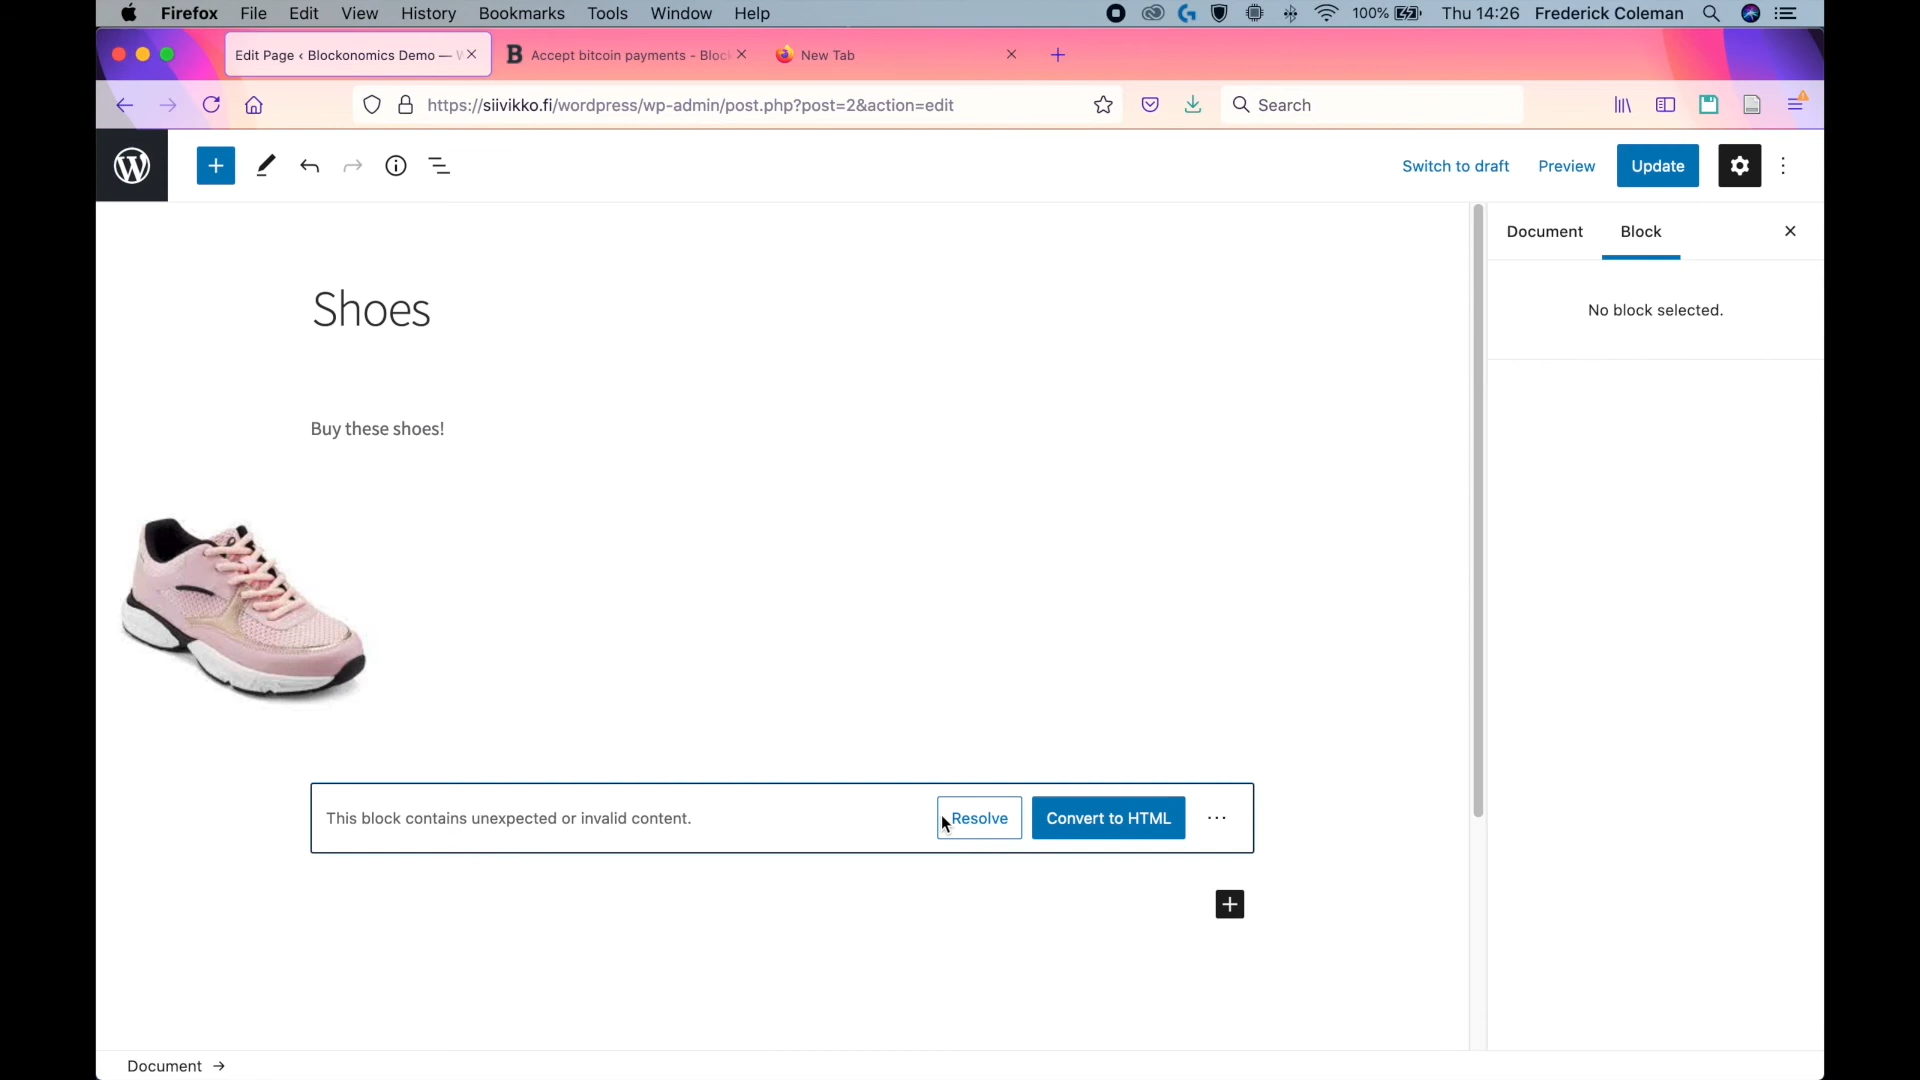 Firefox File Edit View History Bookmarks Tools Window Help 100% Thu 14:26 Frederick Coleman
Edit Page ‹ Blockonomics Demo — Accept bitcoin payments - Bloc New Tab
https://siivikko.fi/wordpress/wp-admin/post.php?post=2&action=edit Search
Switch to draft Preview Update
Document Block
No block selected.
Shoes
Buy these shoes!
This block contains unexpected or invalid content. Resolve Convert to HTML
Document →